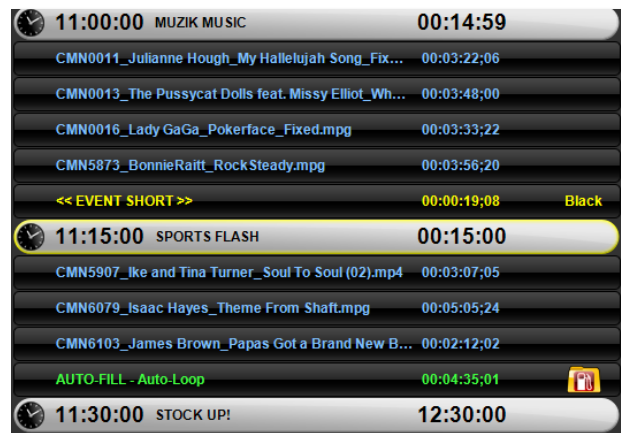 11:00:00 MUZIK MUSIC 00:14:59
CMN0011_Julianne Hough_My Hallelujah Song_Fix... 00:03:22;06
CMN0013_The Pussycat Dolls feat. Missy Elliot_Wh... 00:03:48;00
CMN0016_Lady GaGa_Pokerface_Fixed.mpg 00:03:33;22
CMN5873_BonnieRaitt_RockSteady.mpg 00:03:56;20
<< EVENT SHORT >> 00:00:19;08 Black
11:15:00 SPORTS FLASH 00:15:00
CMN5907_Ike and Tina Turner_Soul To Soul (02).mp4 00:03:07;05
CMN6079_Isaac Hayes_Theme From Shaft.mpg 00:05:05;24
CMN6103_James Brown_Papas Got a Brand New B... 00:02:12;02
AUTO-FILL - Auto-Loop 00:04:35;01
11:30:00 STOCK UP! 12:30:00